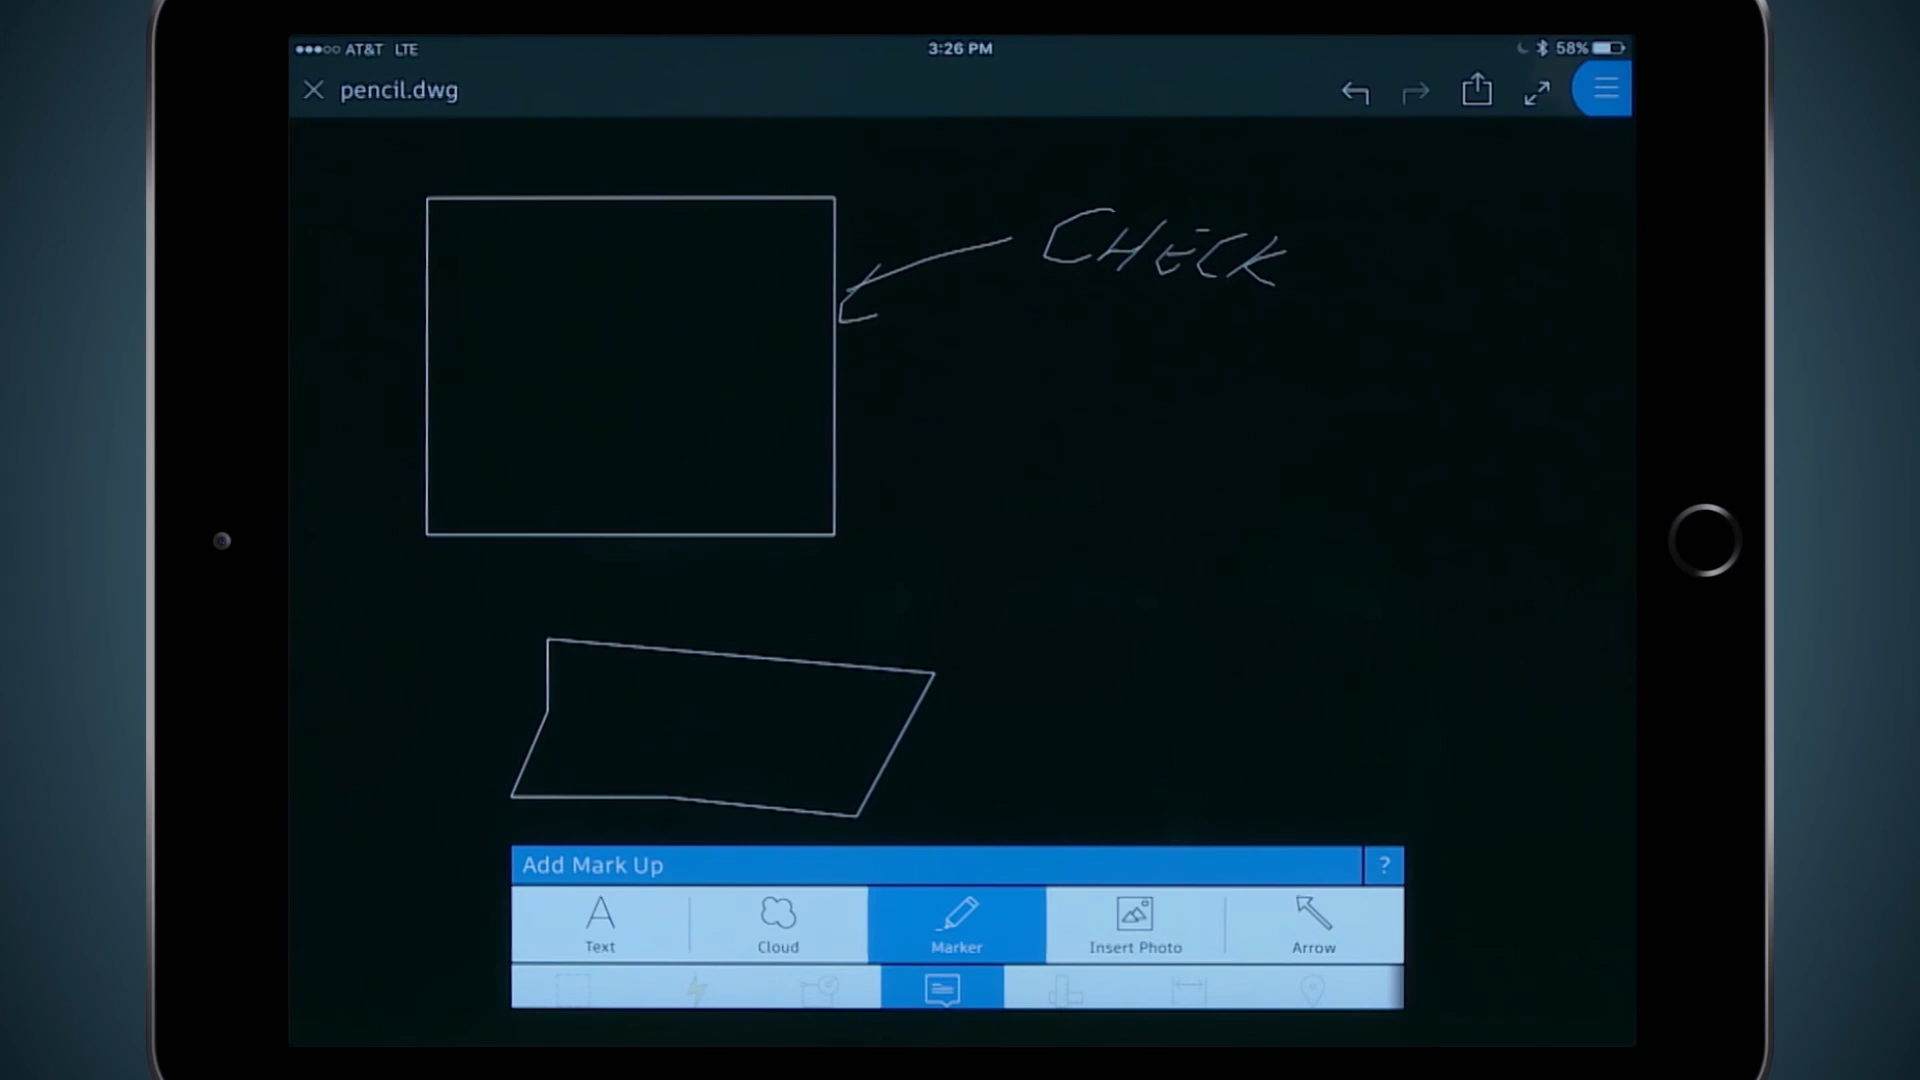 AT&T LTE 3:26 PM 58%
pencil.dwg
CHECK
Add Mark Up ?
Text Cloud Marker Insert Photo Arrow